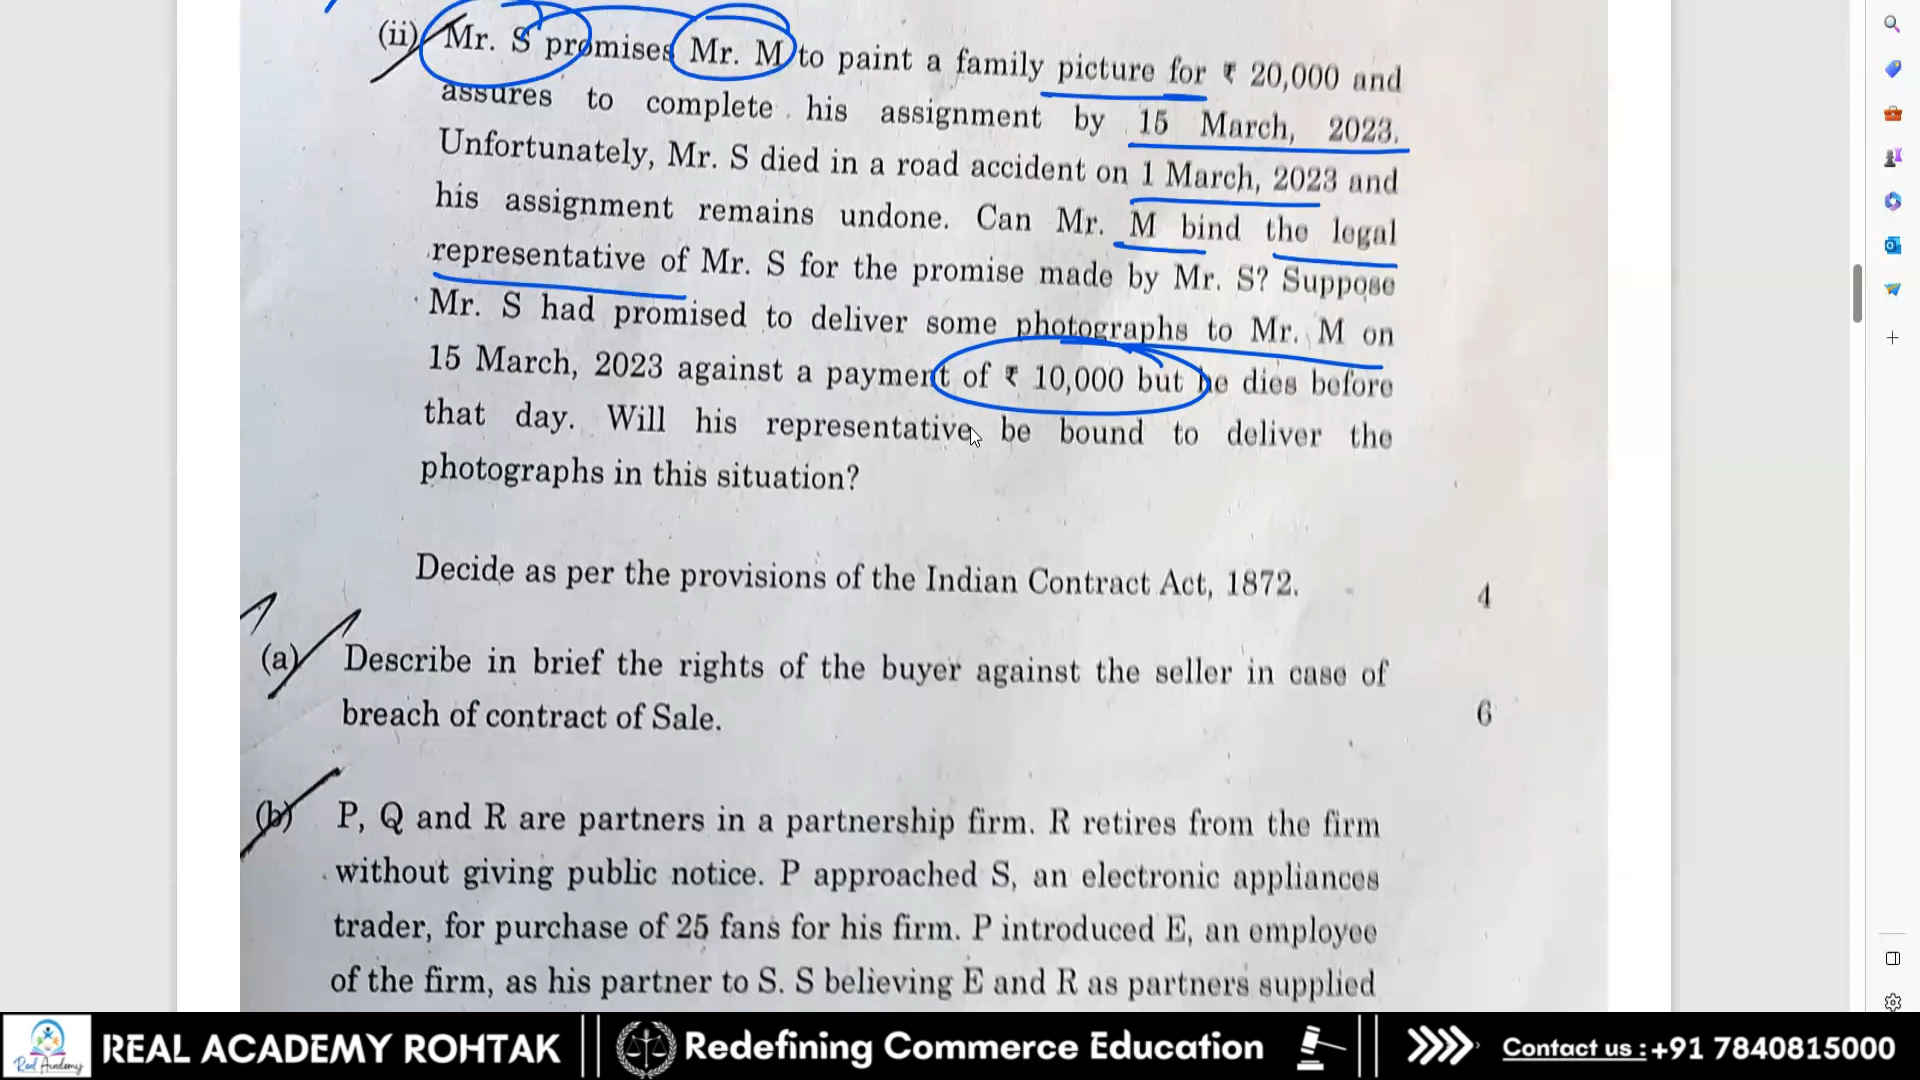 (ii) Mr. S promises Mr. M to paint a family picture for ₹ 20,000 and
assures to complete his assignment by 15 March, 2023.
Unfortunately, Mr. S died in a road accident on 1 March, 2023 and
his assignment remains undone. Can Mr. M bind the legal
representative of Mr. S for the promise made by Mr. S? Suppose
Mr. S had promised to deliver some photographs to Mr. M on
15 March, 2023 against a payment of ₹ 10,000 but he dies before
that day. Will his representative be bound to deliver the
photographs in this situation?
Decide as per the provisions of the Indian Contract Act, 1872.
4
(a) Describe in brief the rights of the buyer against the seller in case of
breach of contract of Sale.
6
(b) P, Q and R are partners in a partnership firm. R retires from the firm
without giving public notice. P approached S, an electronic appliances
trader, for purchase of 25 fans for his firm. P introduced E, an employee
of the firm, as his partner to S. S believing E and R as partners supplied
Real Academy
REAL ACADEMY ROHTAK
Redefining Commerce Education
Contact us : +91 7840815000